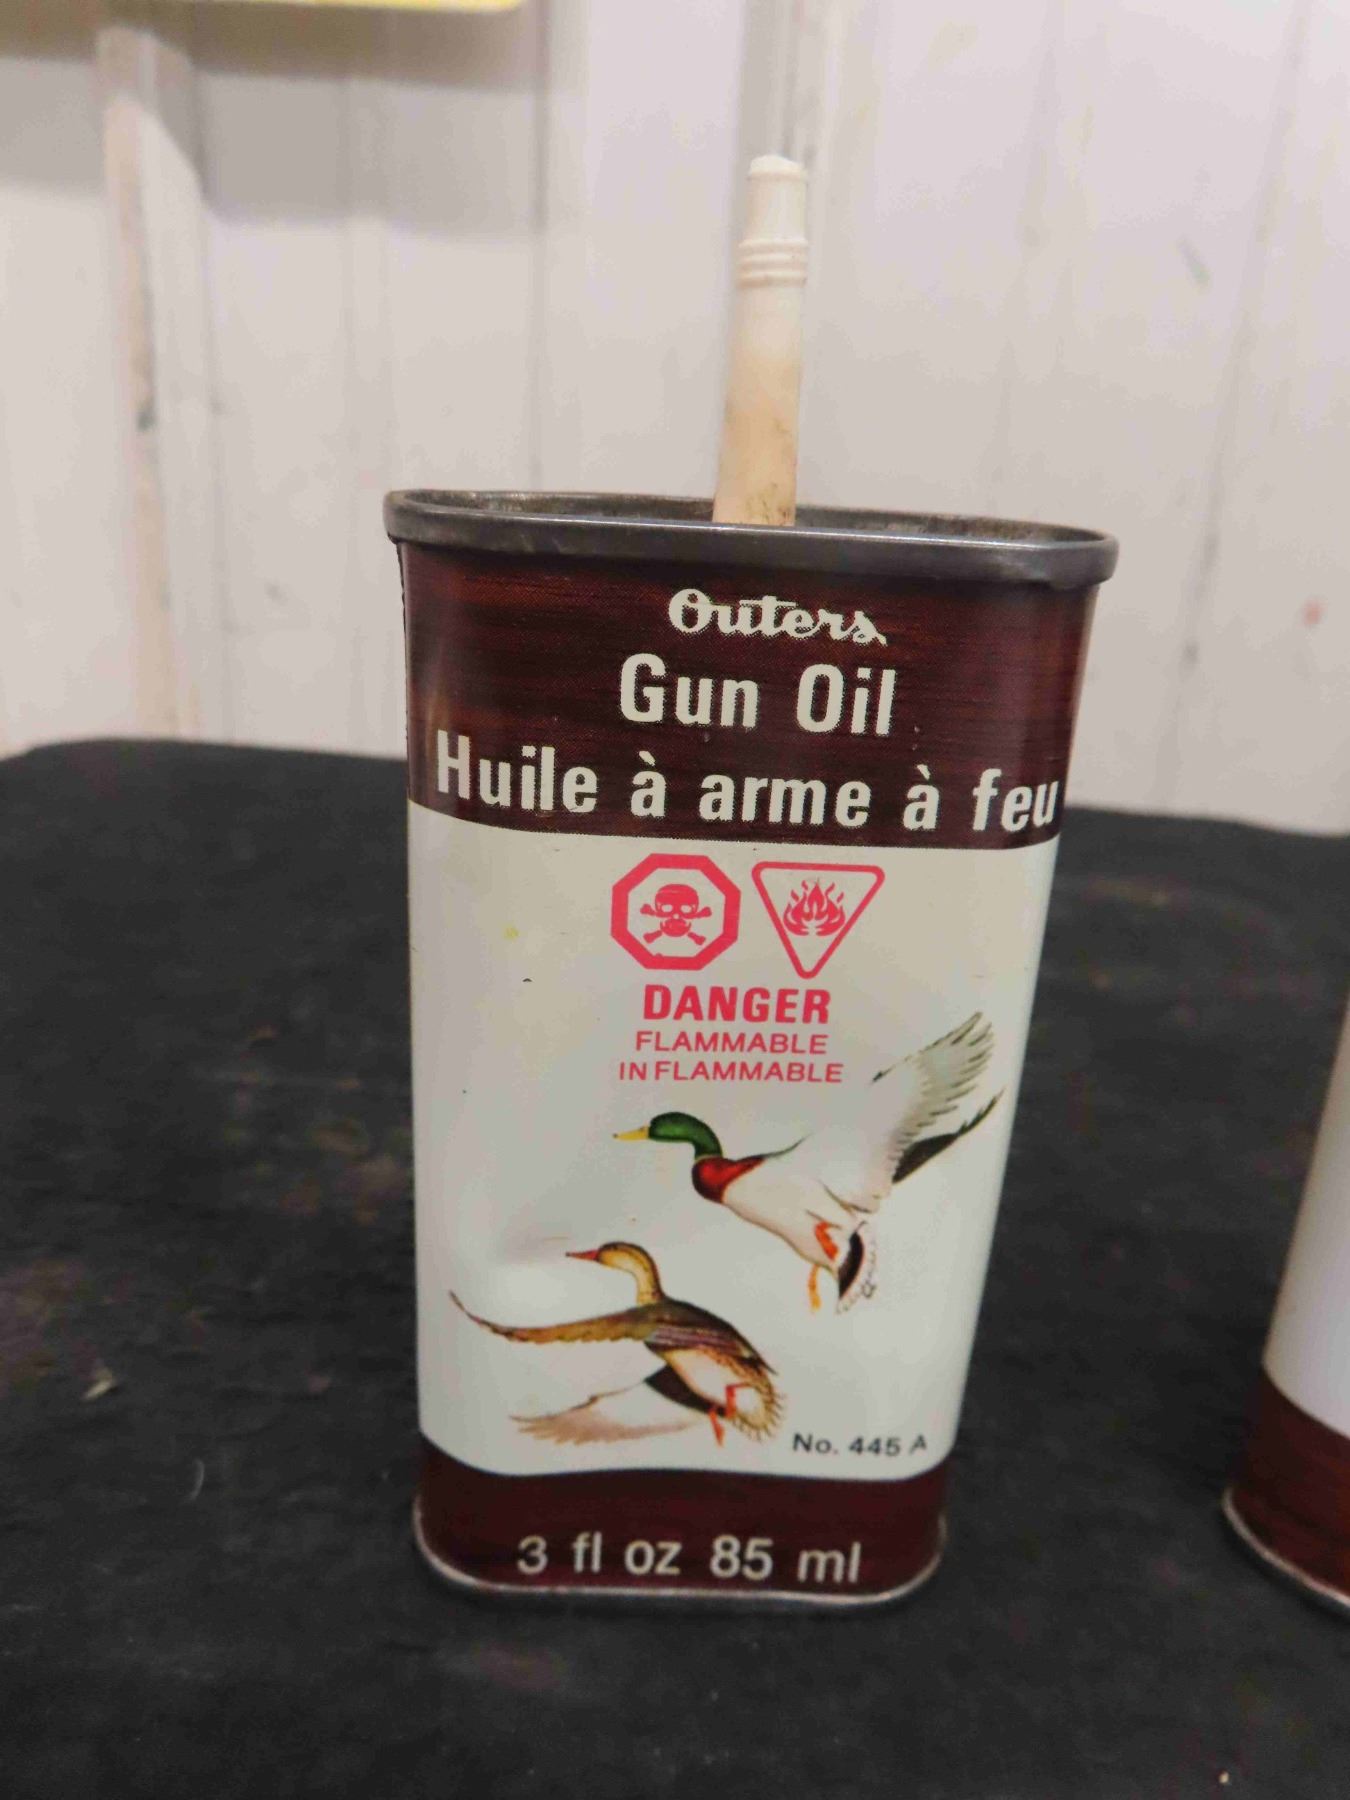 Outers
Gun Oil
Huile à arme à feu
DANGER
FLAMMABLE
INFLAMMABLE
No. 445 A
3 fl oz 85 ml